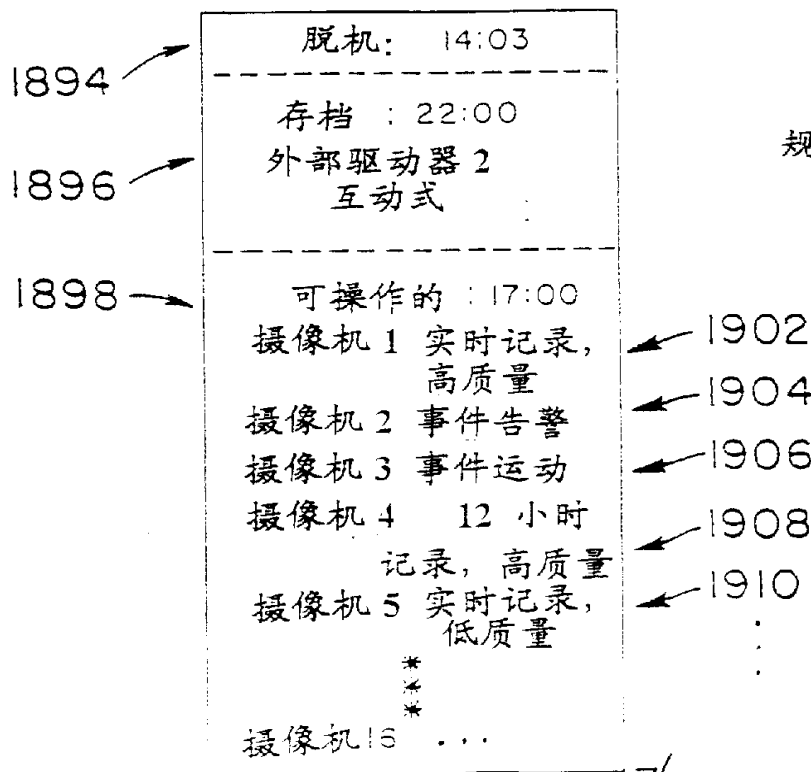 脱机: 14:03
1894
存档 : 22:00
规
外部驱动器 2
1896
互动式
1898
可操作的 : 17:00
摄像机 1 实时记录,
1902
高质量
1904
摄像机 2 事件告警
摄像机 3 事件运动
1906
摄像机 4 12 小时
1908
记录, 高质量
摄像机 5 实时记录,
1910
低质量
*
*
*
摄像机16 ...